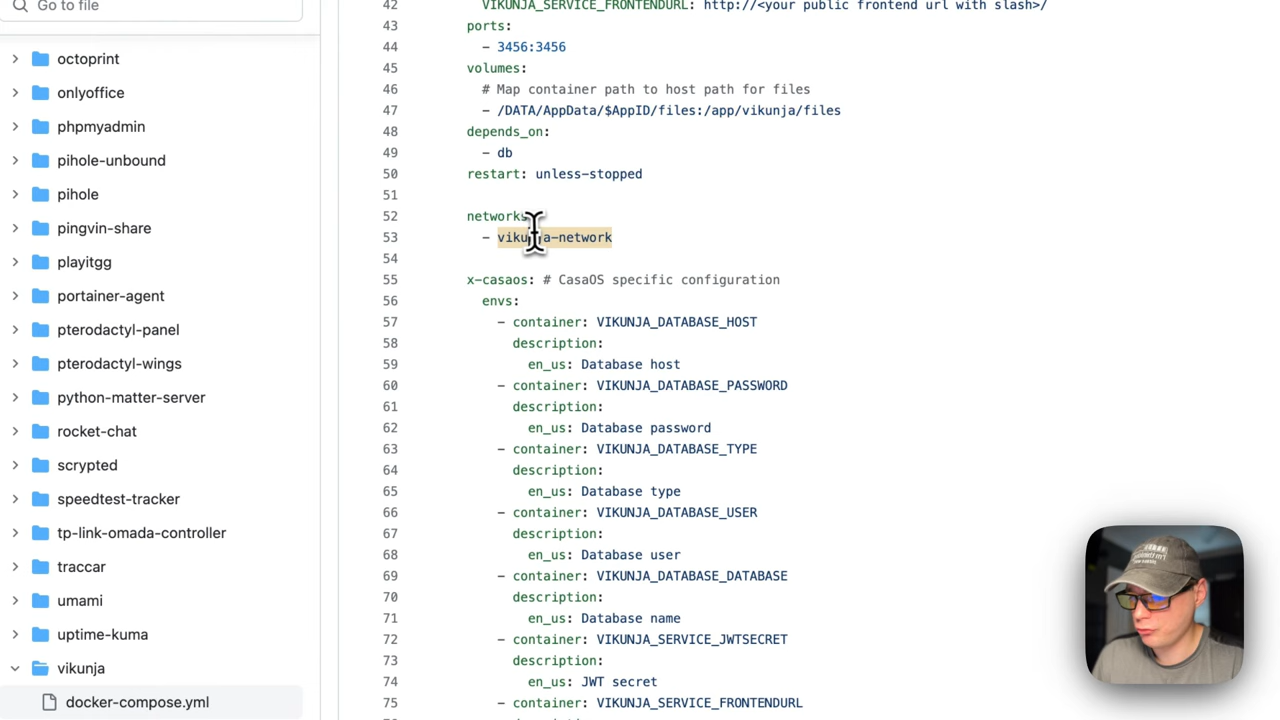 Go to file
octoprint
onlyoffice
phpmyadmin
pihole-unbound
pihole
pingvin-share
playitgg
portainer-agent
pterodactyl-panel
pterodactyl-wings
python-matter-server
rocket-chat
scrypted
speedtest-tracker
tp-link-omada-controller
traccar
umami
uptime-kuma
vikunja
docker-compose.yml
42 VIKUNJA_SERVICE_FRONTENDURL: http://<your public frontend url with slash>/
43 ports:
44 - 3456:3456
45 volumes:
46 # Map container path to host path for files
47 - /DATA/AppData/$AppID/files:/app/vikunja/files
48 depends_on:
49 - db
50 restart: unless-stopped
51
52 networks
53 - vikunja-network
54
55 x-casaos: # CasaOS specific configuration
56 envs:
57 - container: VIKUNJA_DATABASE_HOST
58 description:
59 en_us: Database host
60 - container: VIKUNJA_DATABASE_PASSWORD
61 description:
62 en_us: Database password
63 - container: VIKUNJA_DATABASE_TYPE
64 description:
65 en_us: Database type
66 - container: VIKUNJA_DATABASE_USER
67 description:
68 en_us: Database user
69 - container: VIKUNJA_DATABASE_DATABASE
70 description:
71 en_us: Database name
72 - container: VIKUNJA_SERVICE_JWTSECRET
73 description:
74 en_us: JWT secret
75 - container: VIKUNJA_SERVICE_FRONTENDURL